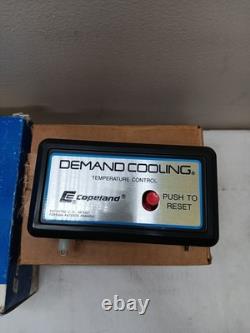 DEMAND COOLING®
TEMPERATURE CONTROL
Copeland®
PUSH TO
RESET